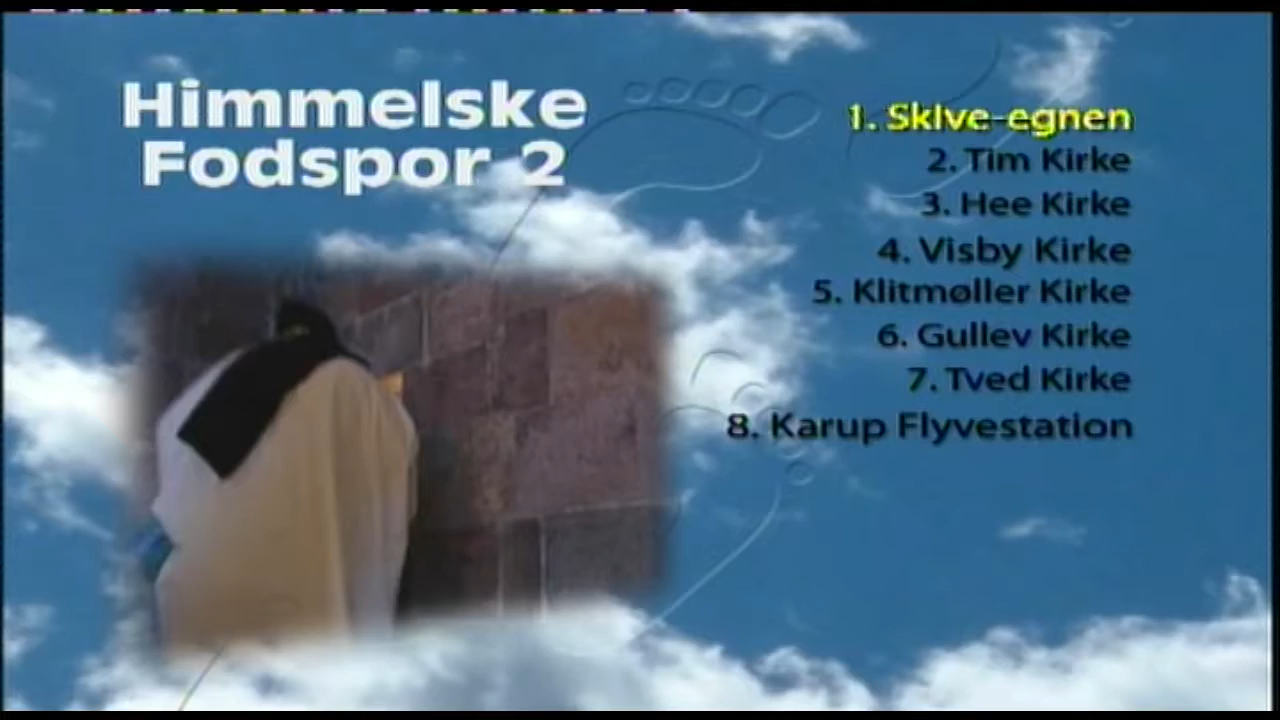 Himmelske
Fodspor 2
1. Skive-egnen
2. Tim Kirke
3. Hee Kirke
4. Visby Kirke
5. Klitmøller Kirke
6. Gullev Kirke
7. Tved Kirke
8. Karup Flyvestation